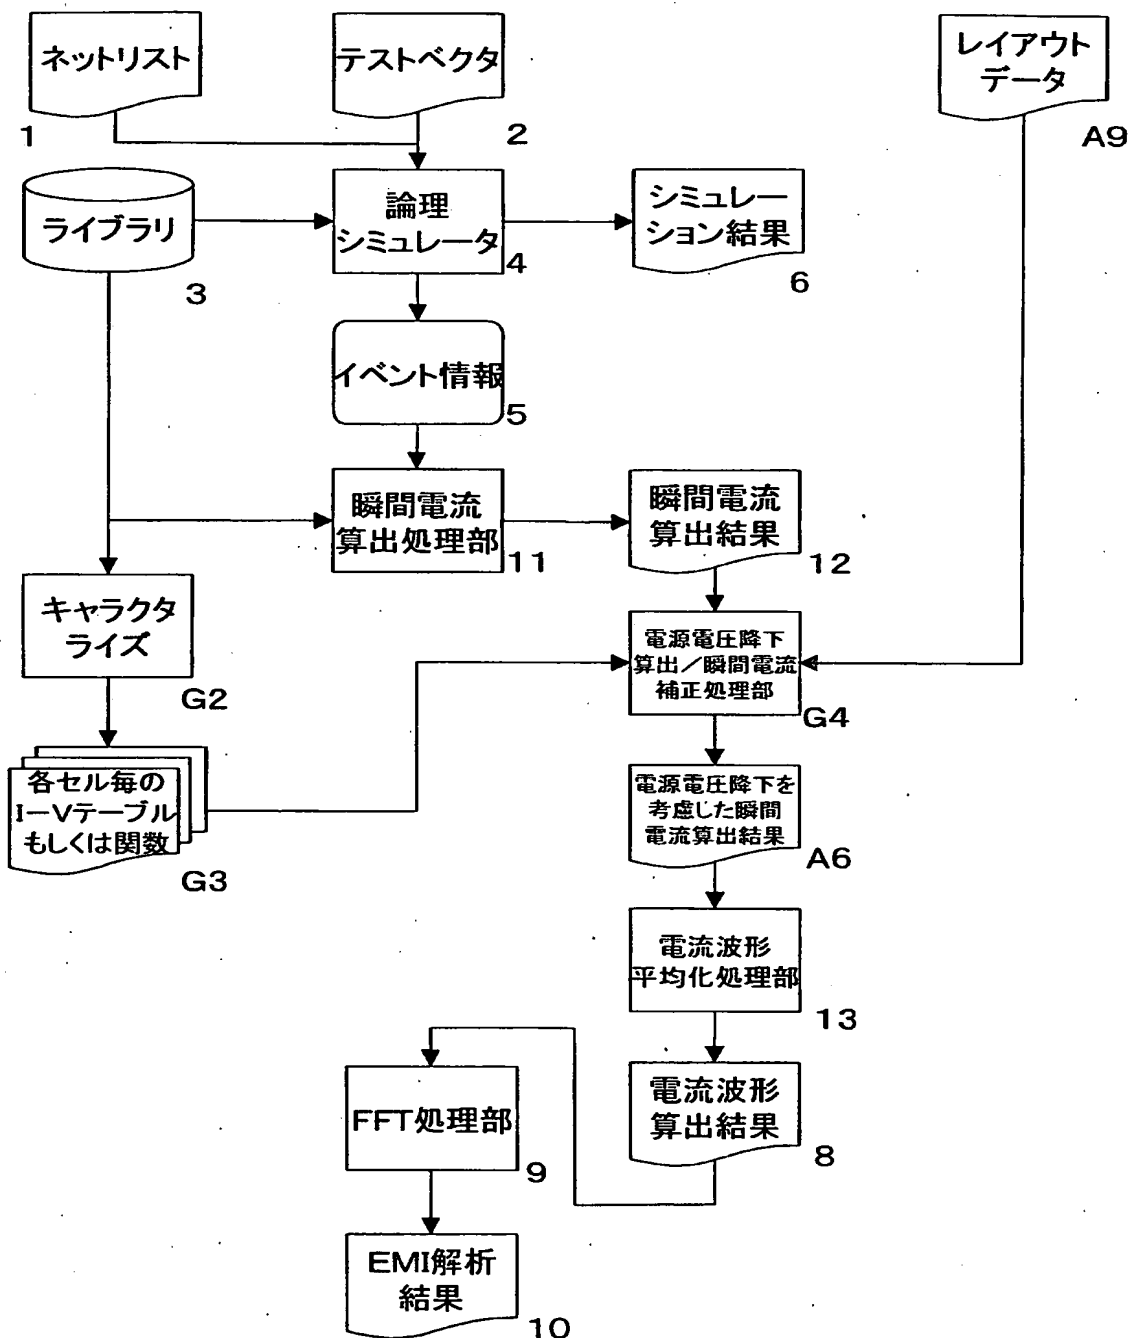 ネットリスト
1
テストベクタ
2
レイアウト
データ
A9
ライブラリ
3
論理
シミュレータ
4
シミュレー
ション結果
6
イベント情報
5
瞬間電流
算出処理部
11
瞬間電流
算出結果
12
キャラクタ
ライズ
G2
電源電圧降下
算出／瞬間電流
補正処理部
G4
各セル毎の
I－Vテーブル
もしくは関数
G3
電源電圧降下を
考慮した瞬間
電流算出結果
A6
電流波形
平均化処理部
13
電流波形
算出結果
8
FFT処理部
9
EMI解析
結果
10